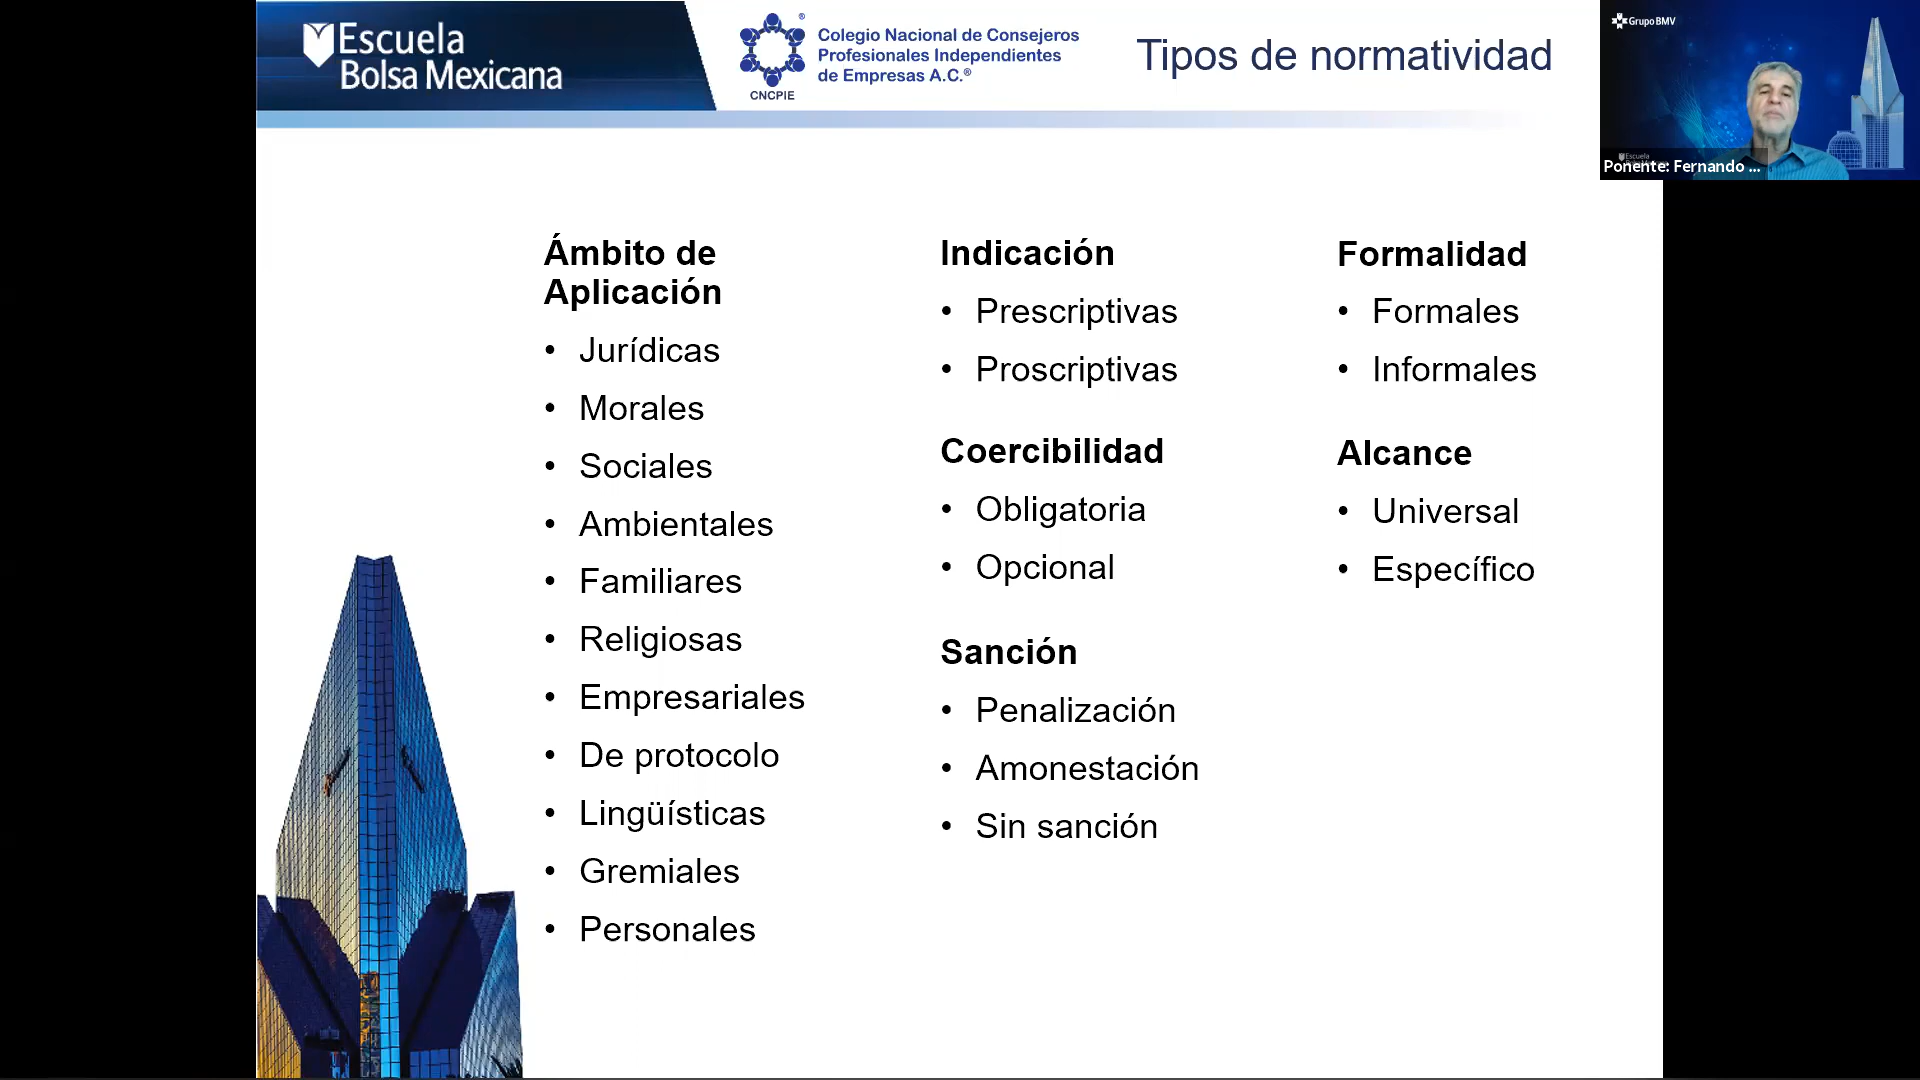 Escuela
Bolsa Mexicana
CNCPIE
Colegio Nacional de Consejeros
Profesionales Independientes
de Empresas A.C.®
Tipos de normatividad
Grupo BMV
Escuela
Ponente: Fernando ...
Ámbito de
Aplicación
• Jurídicas
• Morales
• Sociales
• Ambientales
• Familiares
• Religiosas
• Empresariales
• De protocolo
• Lingüísticas
• Gremiales
• Personales
Indicación
• Prescriptivas
• Proscriptivas
Coercibilidad
• Obligatoria
• Opcional
Sanción
• Penalización
• Amonestación
• Sin sanción
Formalidad
• Formales
• Informales
Alcance
• Universal
• Específico